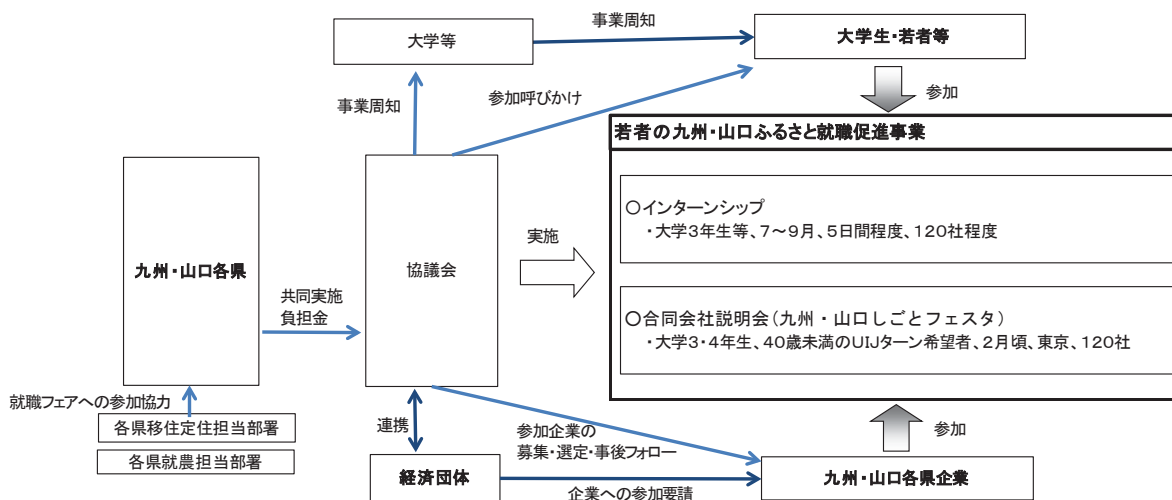 事業周知
大学等
大学生・若者等
事業周知
参加呼びかけ
参加
若者の九州・山口ふるさと就職促進事業
○インターンシップ
・大学3年生等、7～9月、5日間程度、120社程度
実施
九州・山口各県
協議会
共同実施
負担金
○合同会社説明会(九州・山口しごとフェスタ)
・大学3・4年生、40歳未満のUIJターン希望者、2月頃、東京、120社
就職フェアへの参加協力
各県移住定住担当部署
各県就農担当部署
連携
参加企業の
募集・選定・事後フォロー
参加
経済団体
九州・山口各県企業
企業への参加要請